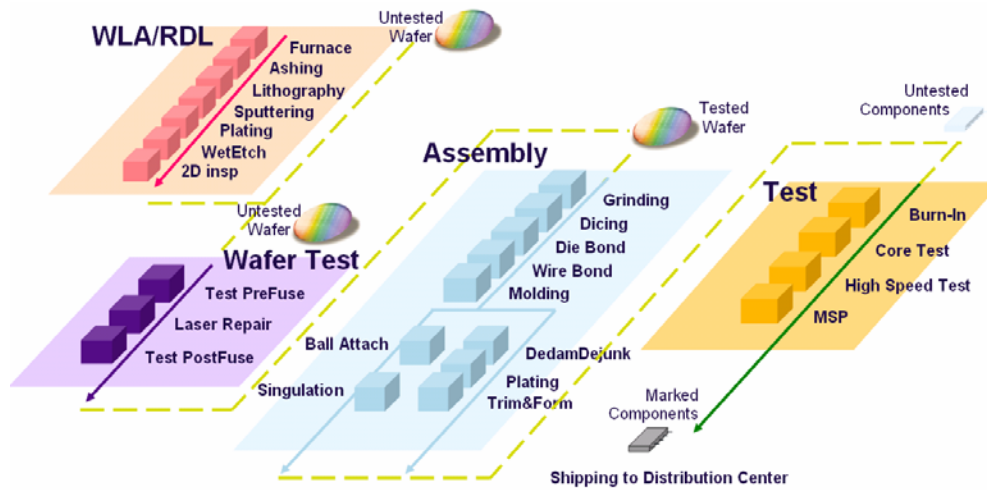 WLA/RDL
Untested
Wafer
Furnace
Ashing
Lithography
Sputtering
Plating
WetEtch
2D insp
Untested
Wafer
Wafer Test
Test PreFuse
Laser Repair
Test PostFuse
Tested
Wafer
Assembly
Grinding
Dicing
Die Bond
Wire Bond
Molding
Ball Attach
Singulation
DedamDejunk
Plating
Trim&Form
Untested
Components
Test
Burn-In
Core Test
High Speed Test
MSP
Marked
Components
Shipping to Distribution Center